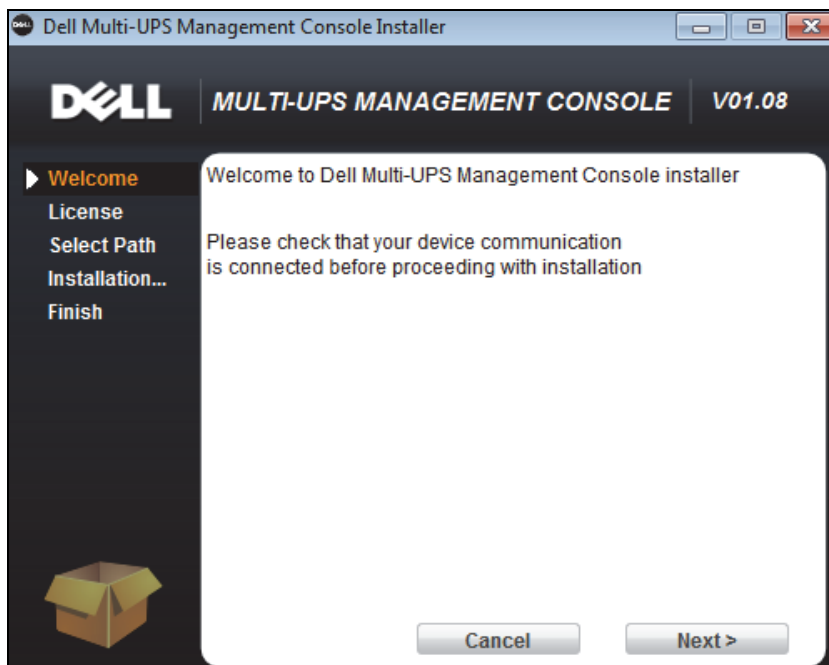 Dell Multi-UPS Management Console Installer
DELL
MULTI-UPS MANAGEMENT CONSOLE
V01.08
Welcome
License
Select Path
Installation...
Finish
Welcome to Dell Multi-UPS Management Console installer
Please check that your device communication
is connected before proceeding with installation
Cancel
Next >